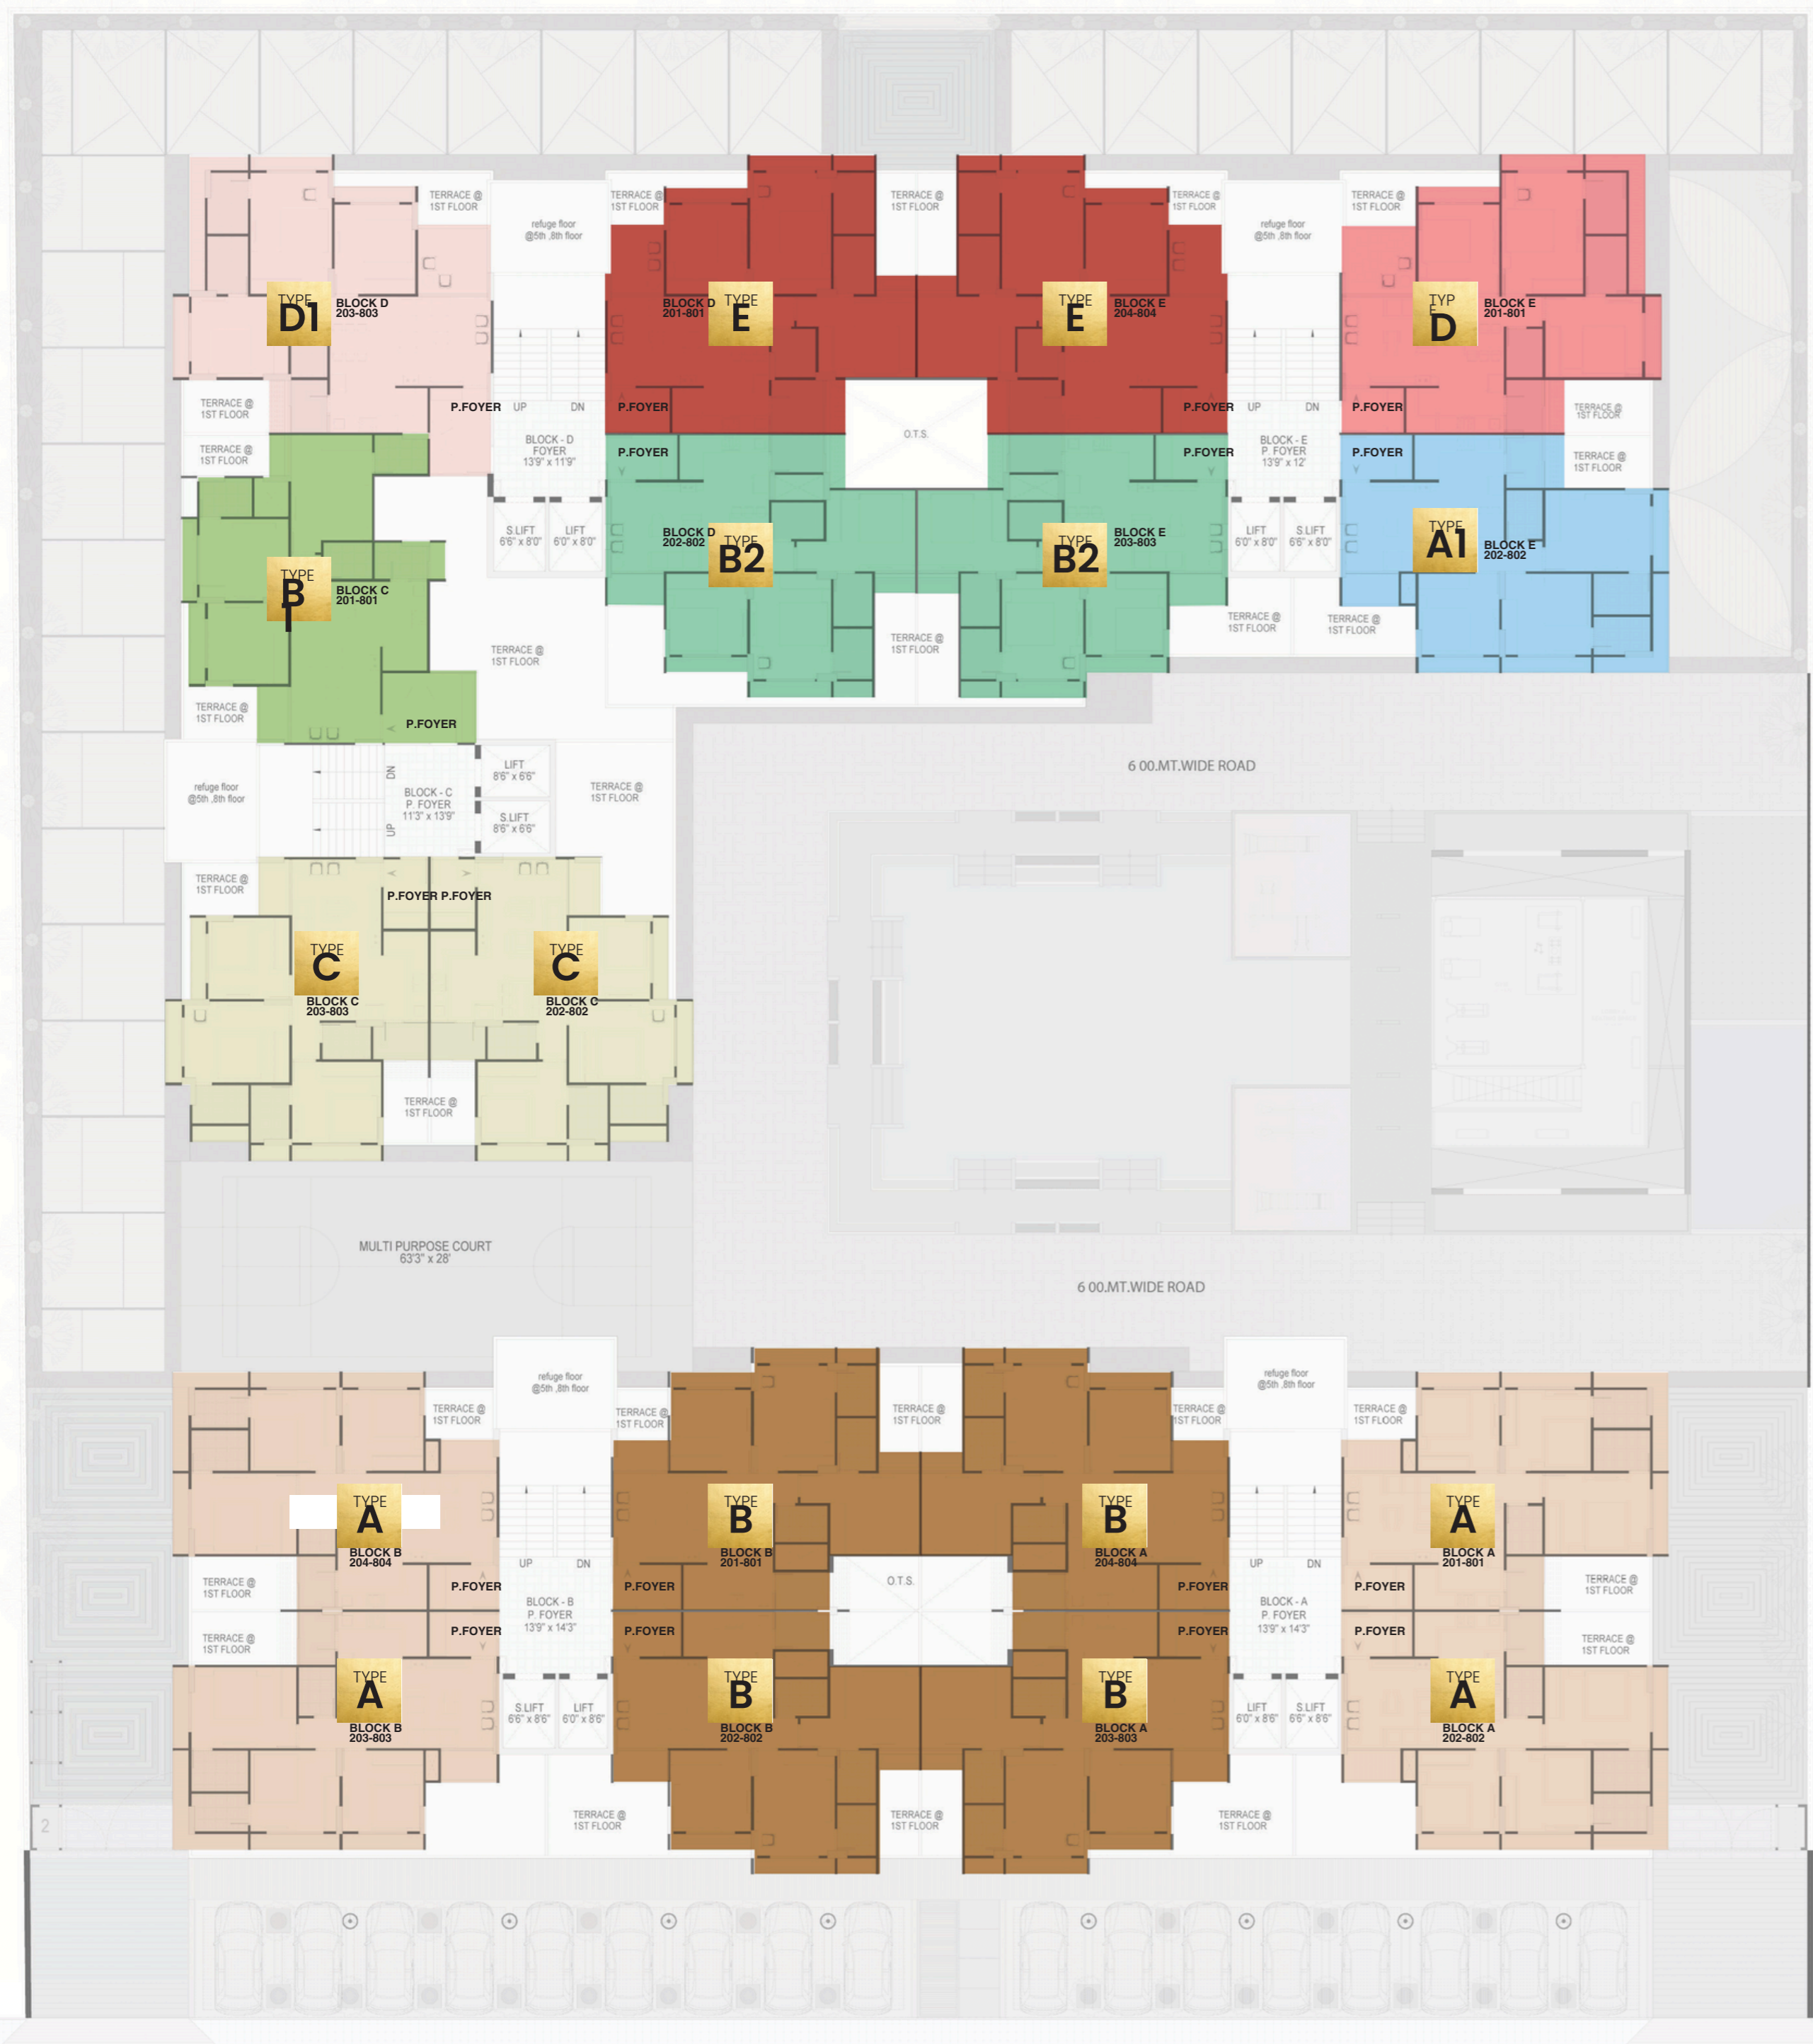 TERRACE @
1ST FLOOR
refuge floor
@5th ,8th floor
TERRACE @
1ST FLOOR
TERRACE @
1ST FLOOR
TERRACE @
1ST FLOOR
refuge floor
@5th ,8th floor
TERRACE @
1ST FLOOR
TYPE
D1
BLOCK D
203-803
BLOCK D
201-801
TYPE
E
TYPE
E
BLOCK E
204-804
TYP
E
D
BLOCK E
201-801
TERRACE @
1ST FLOOR
P.FOYER
UP
DN
P.FOYER
P.FOYER
UP
DN
P.FOYER
TERRACE @
1ST FLOOR
O.T.S.
TERRACE @
1ST FLOOR
BLOCK - D
FOYER
13'9" x 11'9"
P.FOYER
P.FOYER
BLOCK - E
P. FOYER
13'9" x 12'
P.FOYER
TERRACE @
1ST FLOOR
S.LIFT
6'6" x 8'0"
LIFT
6'0" x 8'0"
BLOCK D
202-802
TYPE
B2
TYPE
B2
BLOCK E
203-803
LIFT
6'0" x 8'0"
S.LIFT
6'6" x 8'0"
TYPE
A1
BLOCK E
202-802
TYPE
B
1
BLOCK C
201-801
TERRACE @
1ST FLOOR
TERRACE @
1ST FLOOR
TERRACE @
1ST FLOOR
TERRACE @
1ST FLOOR
TERRACE @
1ST FLOOR
P.FOYER
6 00.MT.WIDE ROAD
refuge floor
@5th ,8th floor
DN
UP
BLOCK - C
P. FOYER
11'3" x 13'9"
LIFT
8'6" x 6'6"
S.LIFT
8'6" x 6'6"
TERRACE @
1ST FLOOR
TERRACE @
1ST FLOOR
P.FOYER P.FOYER
TYPE
C
BLOCK C
203-803
TYPE
C
BLOCK C
202-802
TERRACE @
1ST FLOOR
MULTI PURPOSE COURT
63'3" x 28'
6 00.MT.WIDE ROAD
refuge floor
@5th ,8th floor
refuge floor
@5th ,8th floor
TERRACE @
1ST FLOOR
TERRACE @
1ST FLOOR
TERRACE @
1ST FLOOR
TERRACE @
1ST FLOOR
TERRACE @
1ST FLOOR
TYPE
A
BLOCK B
204-804
TYPE
B
BLOCK B
201-801
TYPE
B
BLOCK A
204-804
TYPE
A
BLOCK A
201-801
UP
DN
UP
DN
TERRACE @
1ST FLOOR
P.FOYER
P.FOYER
O.T.S.
P.FOYER
P.FOYER
TERRACE @
1ST FLOOR
BLOCK - B
P. FOYER
13'9" x 14'3"
BLOCK - A
P. FOYER
13'9" x 14'3"
TERRACE @
1ST FLOOR
P.FOYER
P.FOYER
P.FOYER
P.FOYER
TERRACE @
1ST FLOOR
TYPE
A
BLOCK B
203-803
S.LIFT
6'6" x 8'6"
LIFT
6'0" x 8'6"
TYPE
B
BLOCK B
202-802
TYPE
B
BLOCK A
203-803
LIFT
6'0" x 8'6"
S.LIFT
6'6" x 8'6"
TYPE
A
BLOCK A
202-802
TERRACE @
1ST FLOOR
TERRACE @
1ST FLOOR
TERRACE @
1ST FLOOR
2